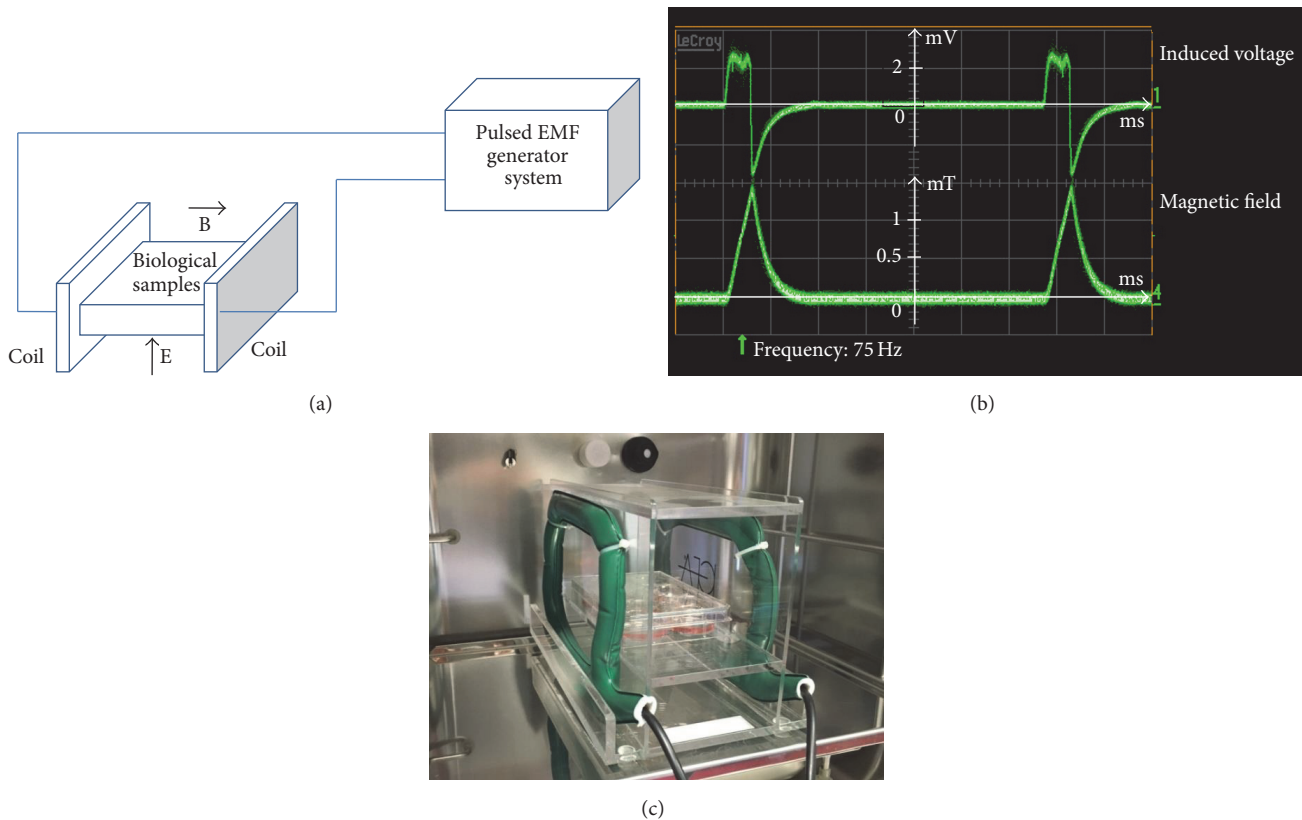 Pulsed EMF
generator
system
B
Biological
samples
Coil
E
Coil
(a)
LeCroy
mV
2
0
1
ms
Induced voltage
mT
1
0.5
0
ms
4
Magnetic field
Frequency: 75 Hz
(b)
CEA
(c)